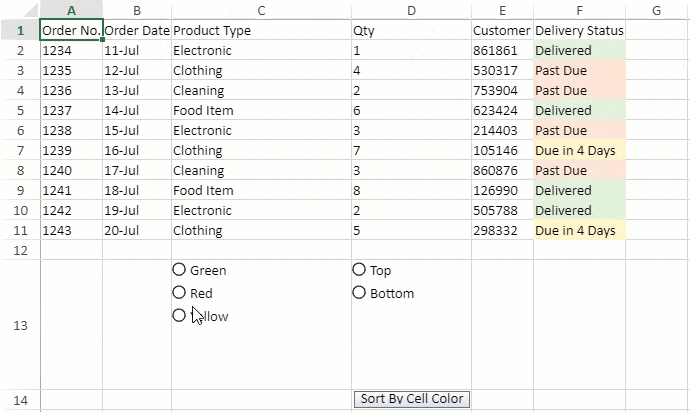 A B C D E F G
1 Order No. Order Date Product Type Qty Customer Delivery Status
2 1234 11-Jul Electronic 1 861861 Delivered
3 1235 12-Jul Clothing 4 530317 Past Due
4 1236 13-Jul Cleaning 2 753904 Past Due
5 1237 14-Jul Food Item 6 623424 Delivered
6 1238 15-Jul Electronic 3 214403 Past Due
7 1239 16-Jul Clothing 7 105146 Due in 4 Days
8 1240 17-Jul Cleaning 3 860876 Past Due
9 1241 18-Jul Food Item 8 126990 Delivered
10 1242 19-Jul Electronic 2 505788 Delivered
11 1243 20-Jul Clothing 5 298332 Due in 4 Days
12
Green Top
Red Bottom
13
14 Sort By Cell Color